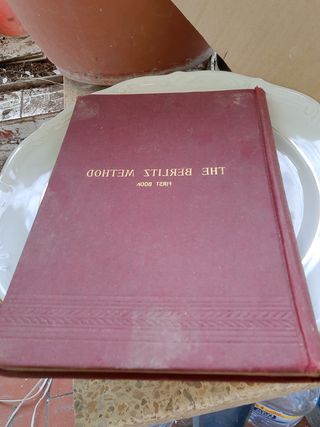 THE BERLITZ METHOD
FIRST BOOK